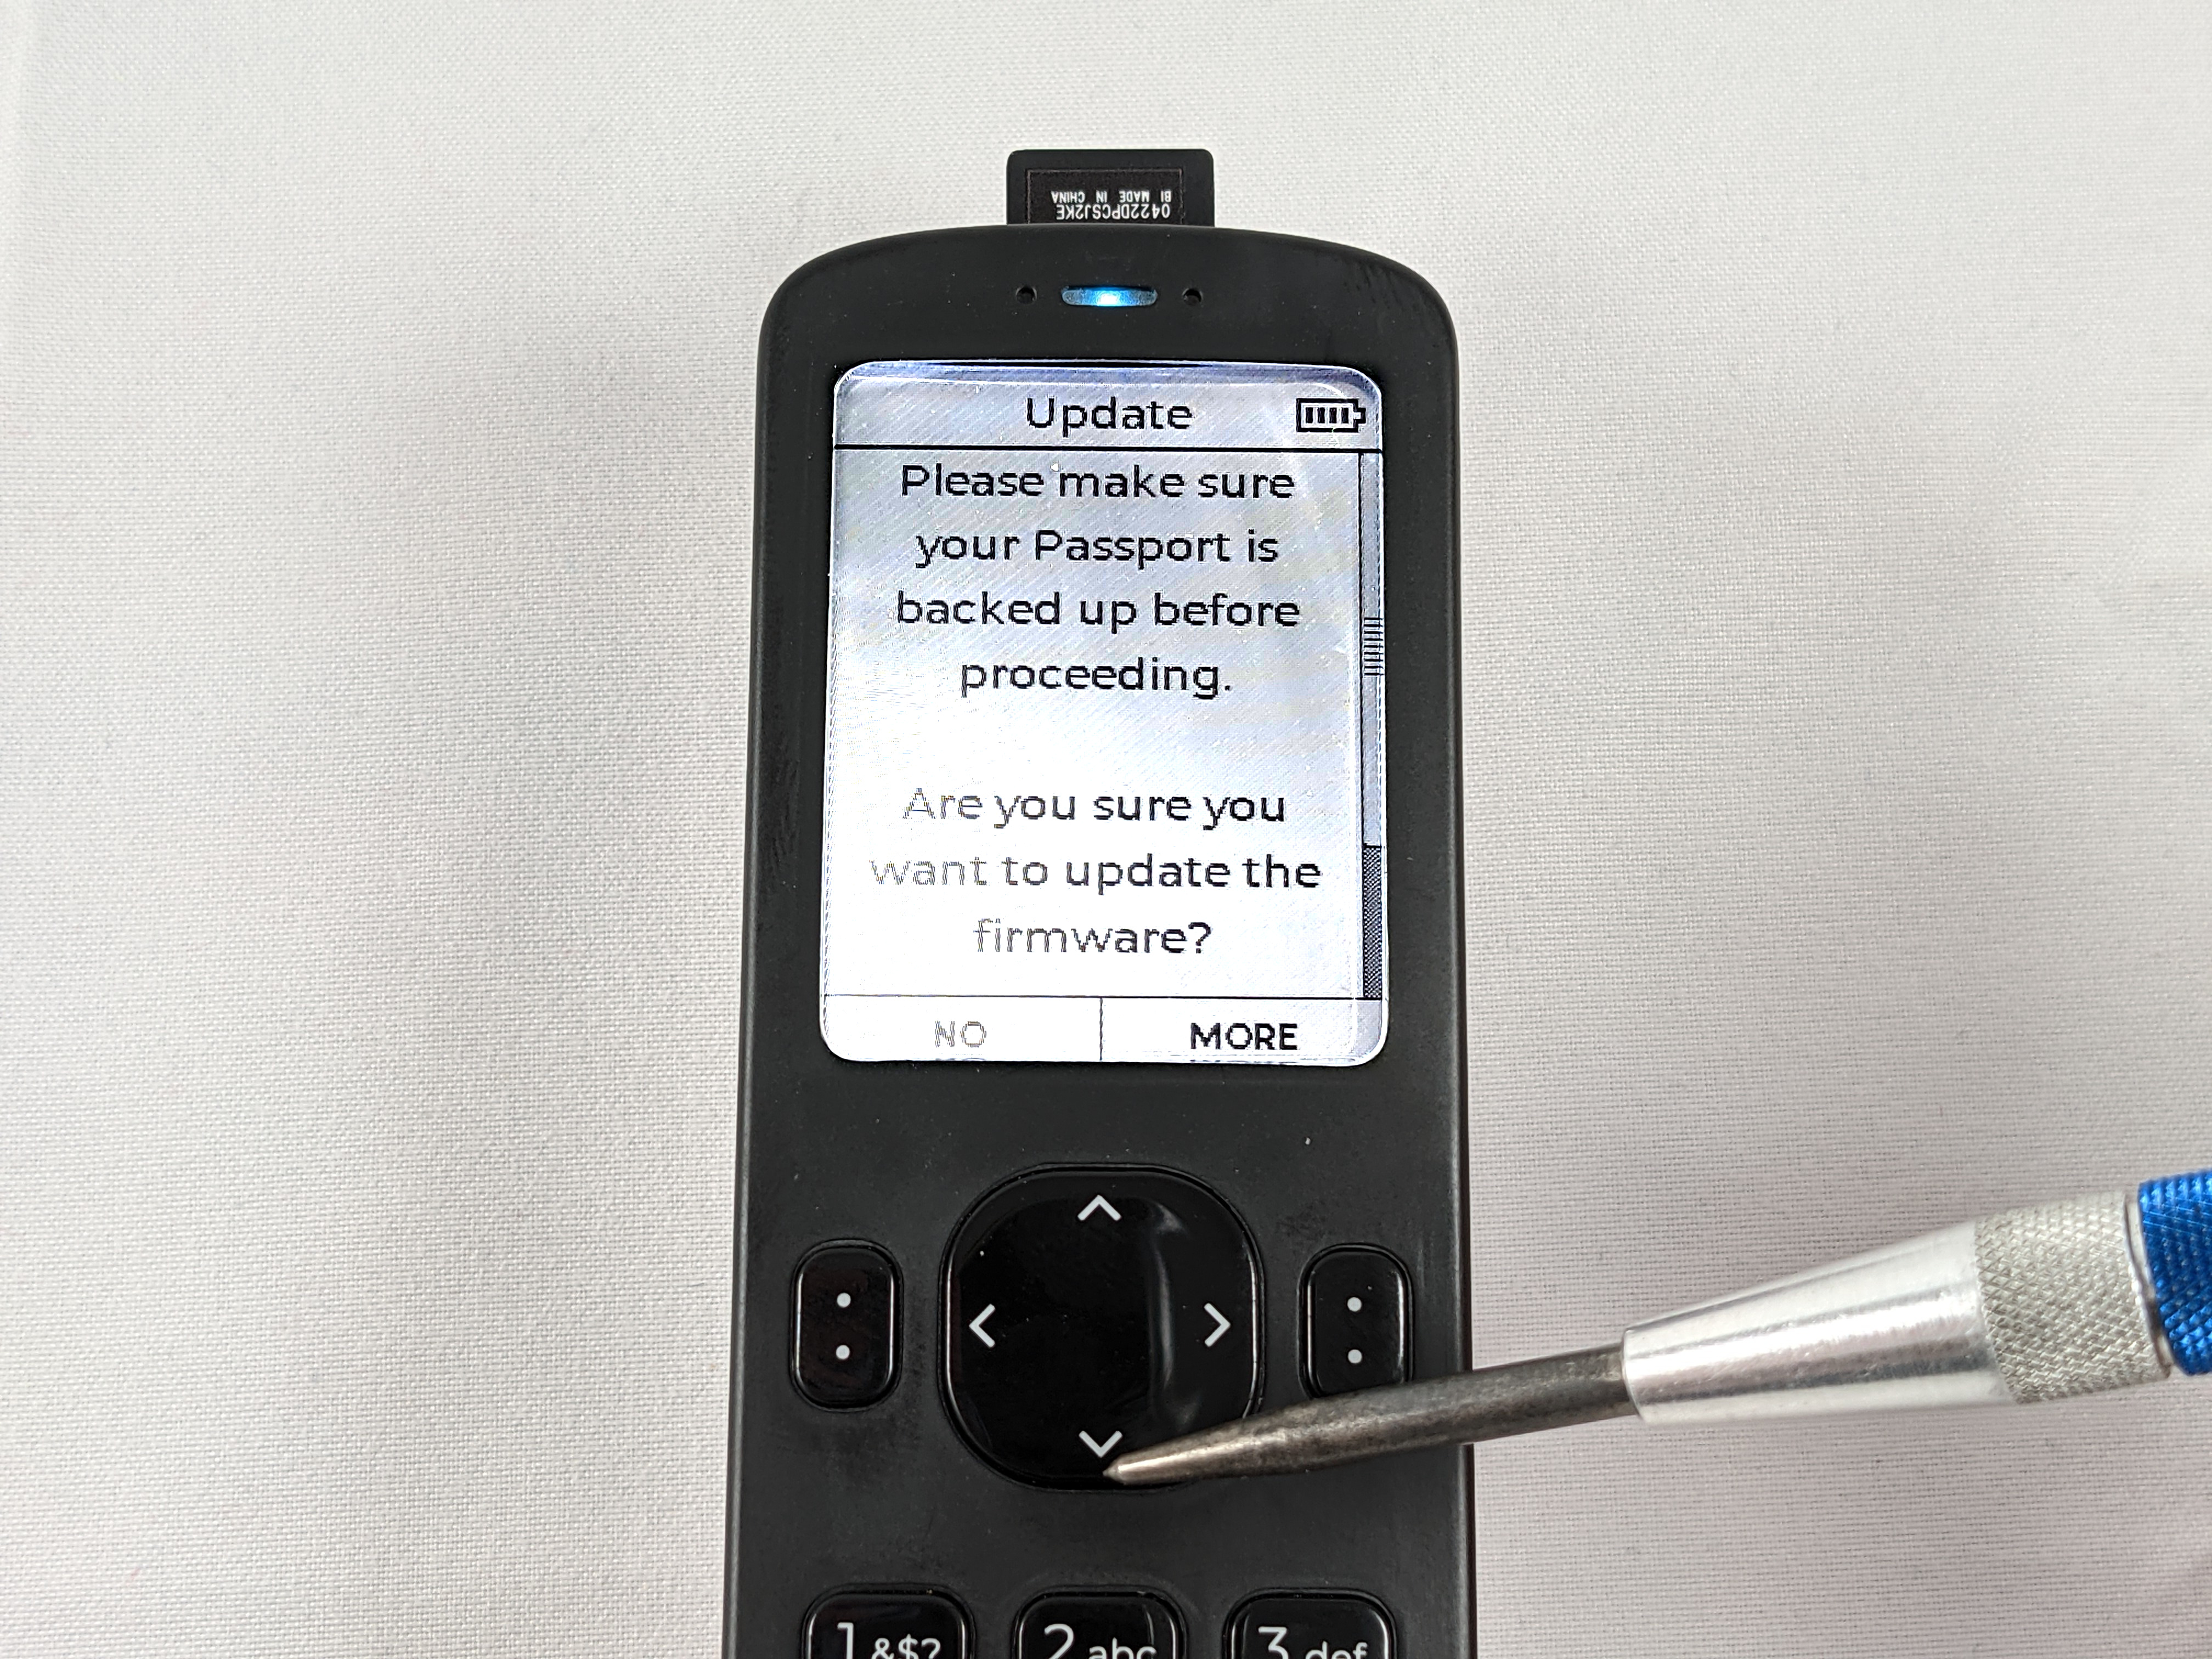 0422DPCSJ2KE
BI MADE IN CHINA
Update
Please make sure
your Passport is
backed up before
proceeding.
Are you sure you
want to update the
firmware?
NO
MORE
1 &$?
2 abc
3 def